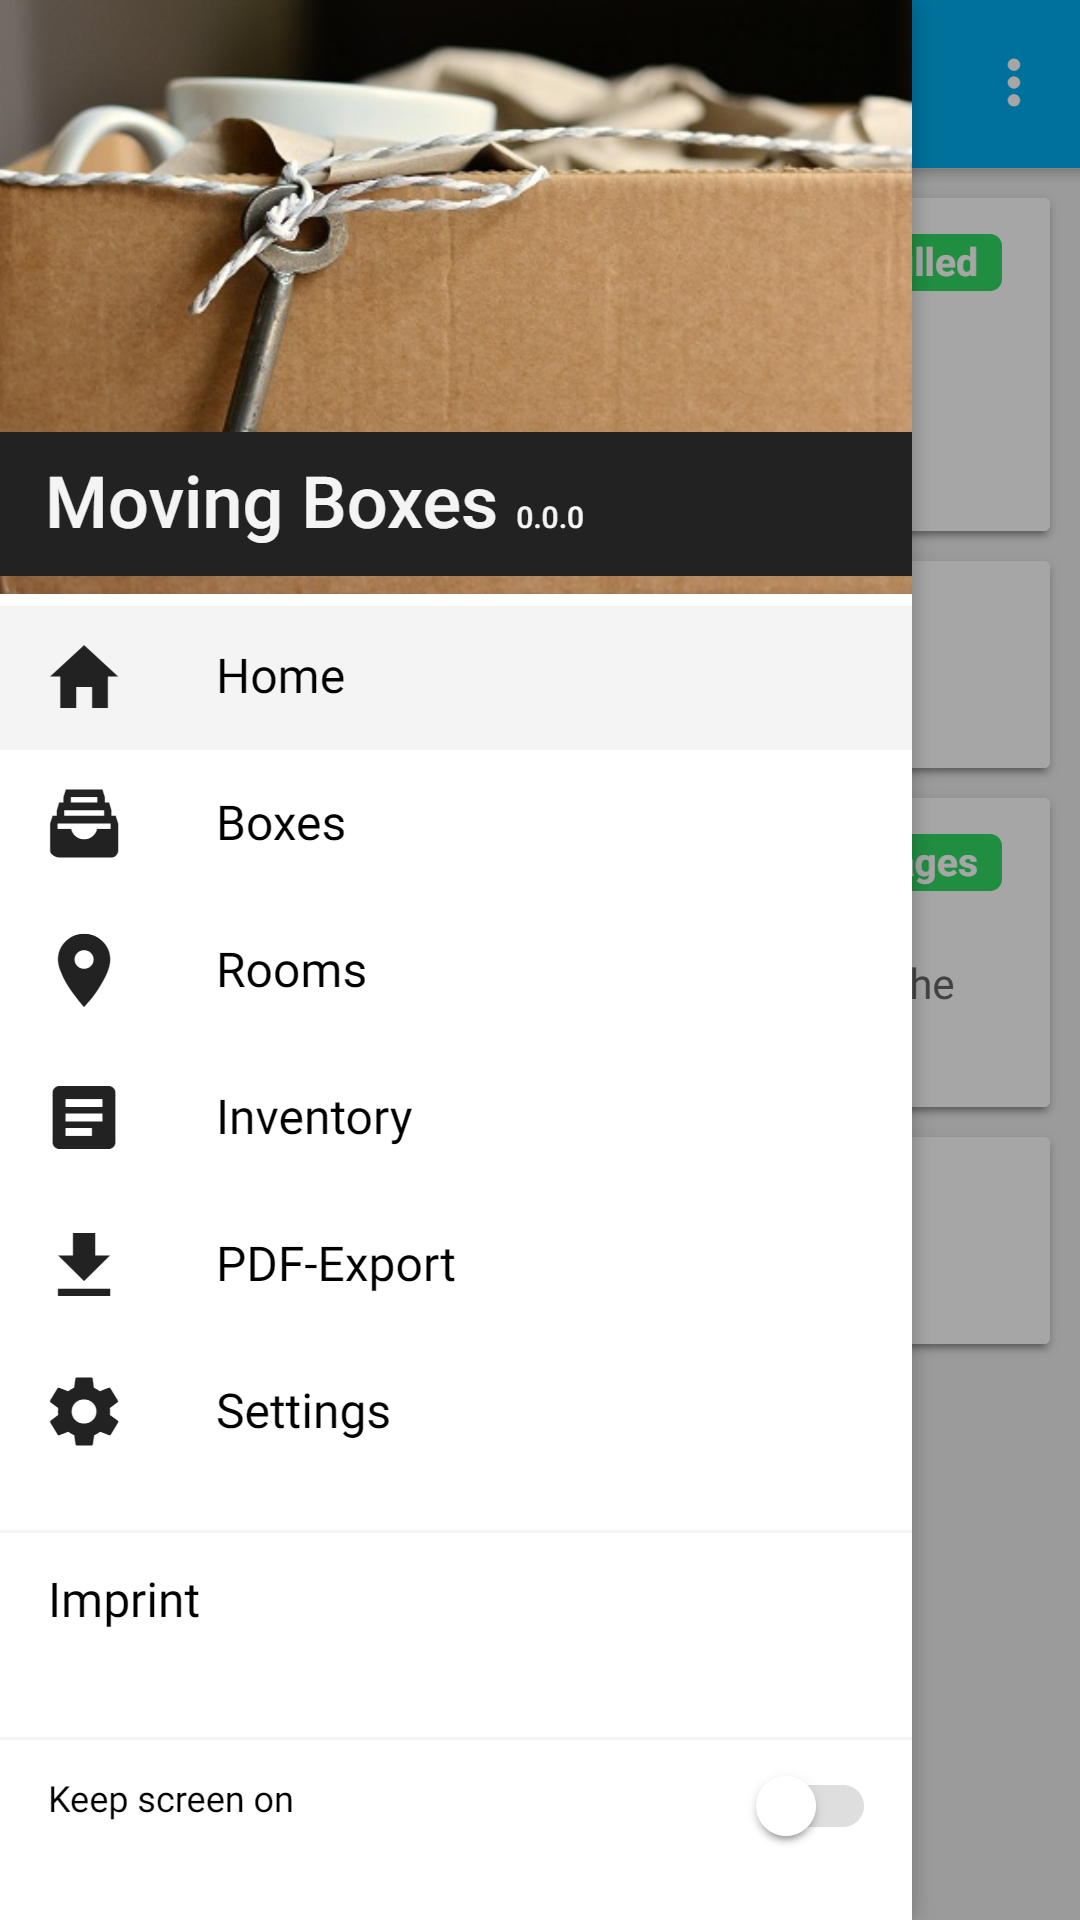 Moving Boxes 0.0.0
lled
Home
Boxes
ges
Rooms
he
Inventory
PDF-Export
Settings
Imprint
Keep screen on